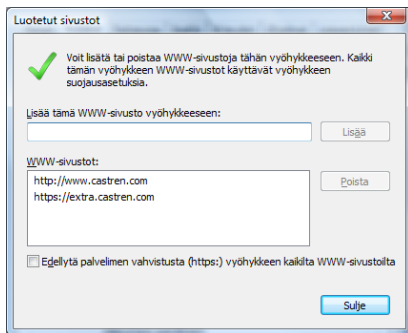 Luotetut sivustot
Voit lisätä tai poistaa WWW-sivustoja tähän vyöhykkeeseen. Kaikki
tämän vyöhykkeen WWW-sivustot käyttävät vyöhykkeen
suojausasetuksia.
Lisää tämä WWW-sivusto vyöhykkeeseen:
Lisää
WWW-sivustot:
http://www.castren.com
https://extra.castren.com
Poista
Edellytä palvelimen vahvistusta (https:) vyöhykkeen kaikilta WWW-sivustoilta
Sulje